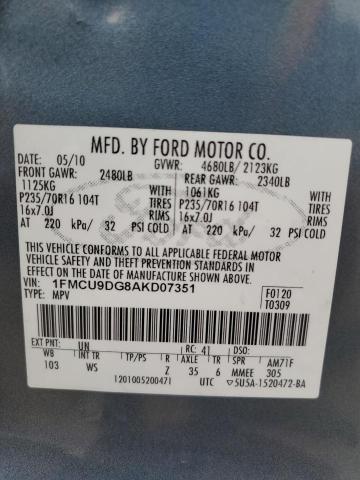 MFD. BY FORD MOTOR CO.
05/10 GVWR: 4680LB/ 2123KG
FRONT GAWR: 2480LB REAR GAWR: 2340LB
1125KG 1061KG
P235/70R16 104T TIRES P235/70R16 104T TIRES
16x7.0J RIMS 16x7.0J RIMS
AT 220 kPa/ 32 PSI COLD AT 220 kPa/ 32 PSI COLD
THIS VEHICLE CONFORMS TO ALL APPLICABLE FEDERAL MOTOR
VEHICLE SAFETY AND THEFT PREVENTION STANDARDS IN EFFECT ON THE DATE OF MANUFACTURE SHOWN ABOVE.
VIN: 1FMCU9DG8AKD07351 F0120
TYPE: MPV T0309
EXT PNT: UN RC: 41 DSO:
WB INT TR TP/PS R AXLE TR SPR AM71F
103 WS Z 35 6 MMEE 305
1201005200471 UTC ▽5U5A-1520472-BA